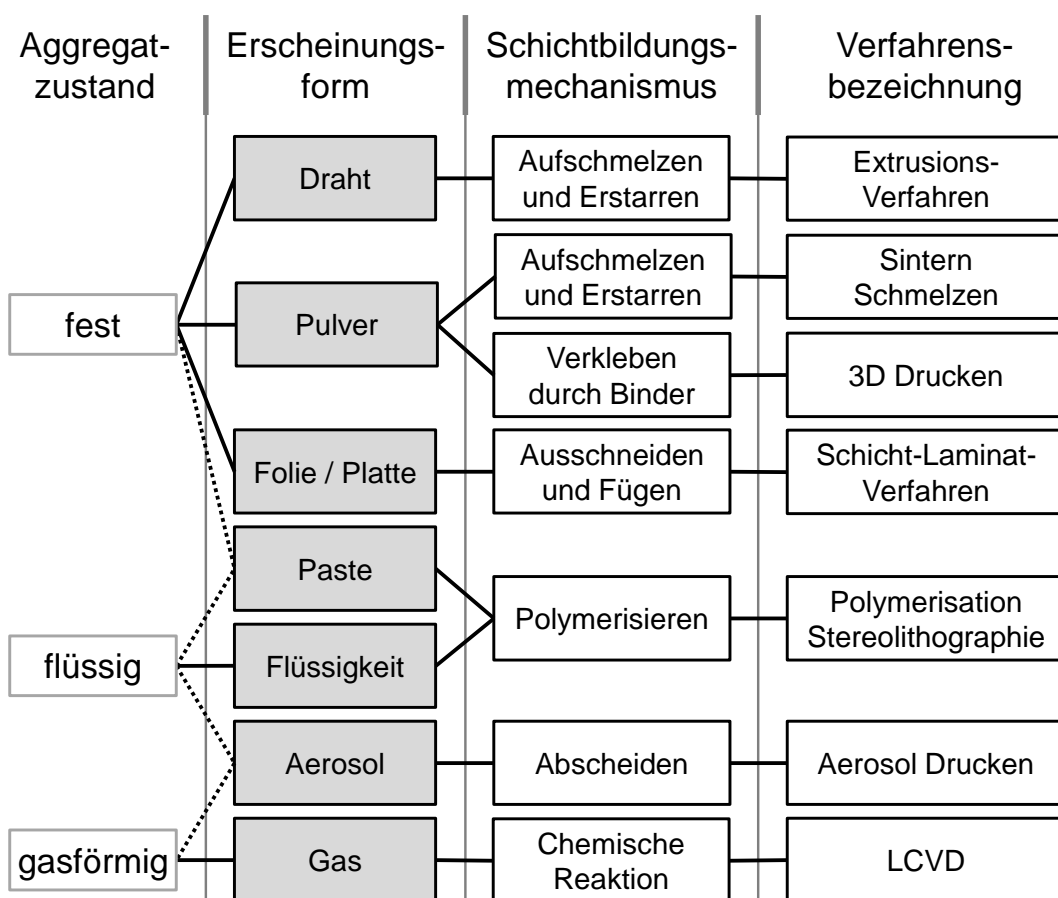 Aggregat-
zustand
Erscheinungs-
form
Schichtbildungs-
mechanismus
Verfahrens-
bezeichnung
fest
flüssig
gasförmig
Draht
Pulver
Folie / Platte
Paste
Flüssigkeit
Aerosol
Gas
Aufschmelzen
und Erstarren
Aufschmelzen
und Erstarren
Verkleben
durch Binder
Ausschneiden
und Fügen
Polymerisieren
Abscheiden
Chemische
Reaktion
Extrusions-
Verfahren
Sintern
Schmelzen
3D Drucken
Schicht-Laminat-
Verfahren
Polymerisation
Stereolithographie
Aerosol Drucken
LCVD